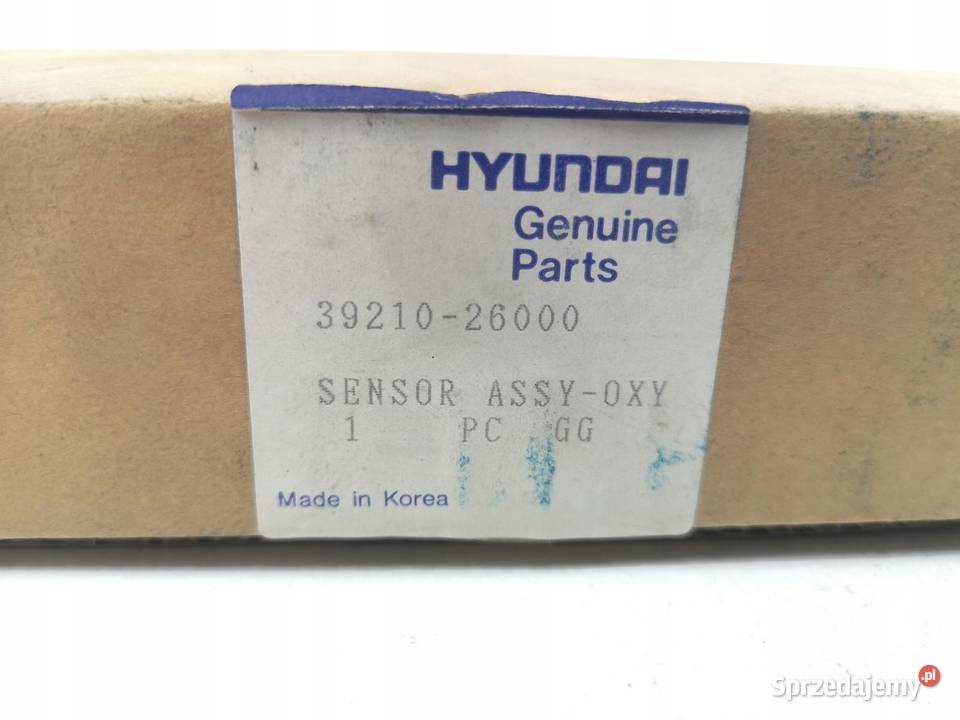 HYUNDAI
Genuine
Parts
39210-26000
SENSOR ASSY-OXY
1 PC GG
Made in Korea
Sprzedajemy.pl